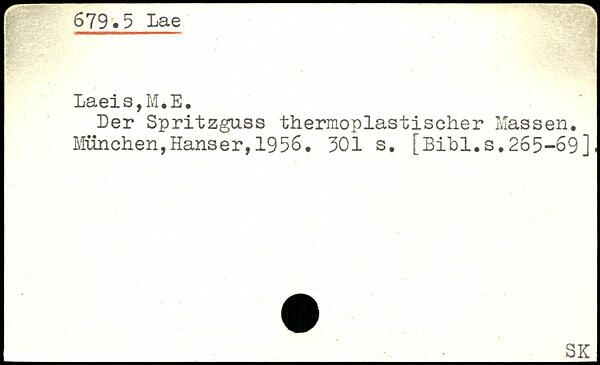 679.5 Lae
Laeis,M.E.
Der Spritzguss thermoplastischer Massen.
München,Hanser,1956. 301 s. [Bibl.s.265-69].
SK